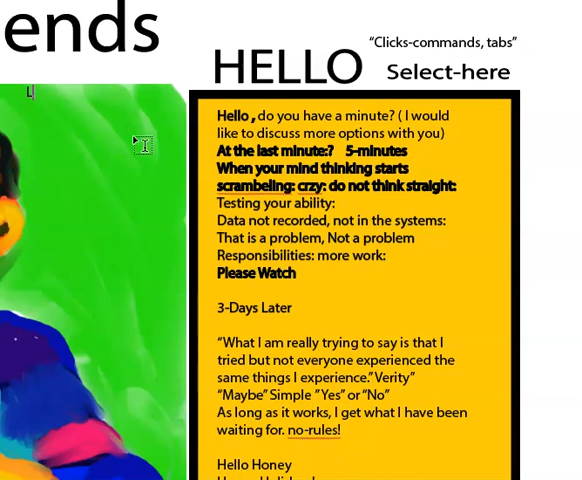 ends
"Clicks-commands, tabs"
HELLO
Select-here
Hello , do you have a minute? ( I would
like to discuss more options with you)
At the last minute:? 5-minutes
When your mind thinking starts
scrambeling: crzy: do not think straight:
Testing your ability:
Data not recorded, not in the systems:
That is a problem, Not a problem
Responsibilities: more work:
Please Watch
3-Days Later
“What I am really trying to say is that I
tried but not everyone experienced the
same things I experience.” Verity”
“Maybe” Simple “Yes” or “No”
As long as it works, I get what I have been
waiting for. no-rules!
Hello Honey